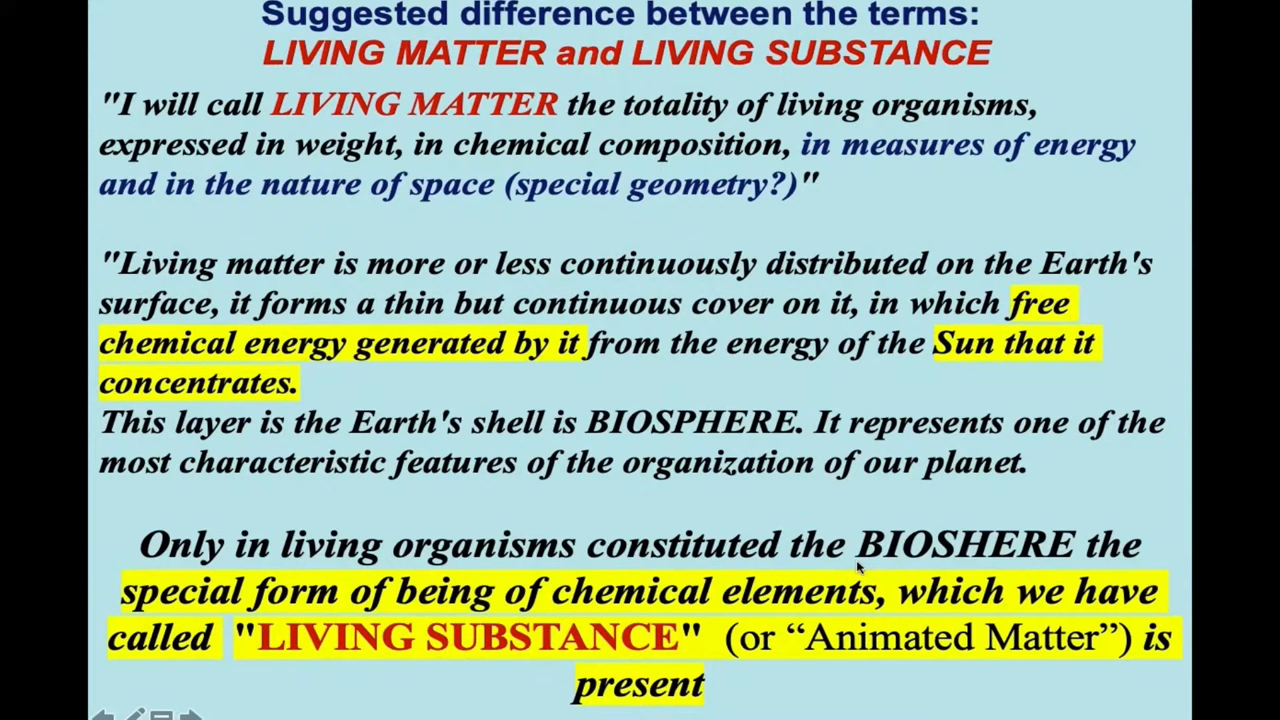 Suggested difference between the terms:
LIVING MATTER and LIVING SUBSTANCE
"I will call LIVING MATTER the totality of living organisms,
expressed in weight, in chemical composition, in measures of energy
and in the nature of space (special geometry?)"
"Living matter is more or less continuously distributed on the Earth's
surface, it forms a thin but continuous cover on it, in which free
chemical energy generated by it from the energy of the Sun that it
concentrates.
This layer is the Earth's shell is BIOSPHERE. It represents one of the
most characteristic features of the organization of our planet.
Only in living organisms constituted the BIOSHERE the
special form of being of chemical elements, which we have
called "LIVING SUBSTANCE" (or “Animated Matter”) is
present